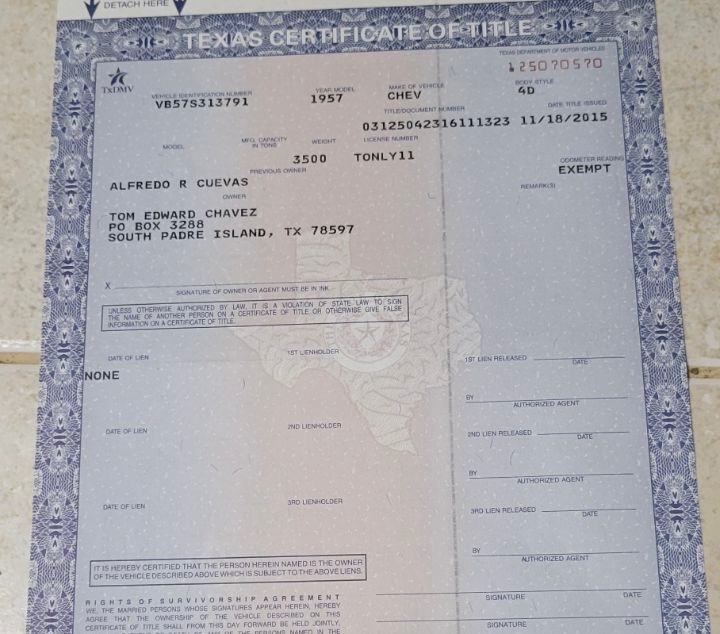 DETACH HERE
TEXAS CERTIFICATE OF TITLE
TEXAS DEPARTMENT OF MOTOR VEHICLES
TxDMV
125070570
VEHICLE IDENTIFICATION NUMBER YEAR MODEL MAKE OF VEHICLE BODY STYLE
VB57S313791 1957 CHEV 4D
TITLE/DOCUMENT NUMBER DATE TITLE ISSUED
03125042316111323 11/18/2015
MODEL MFG. CAPACITY IN TONS WEIGHT LICENSE NUMBER
3500 TONLY11
ODOMETER READING
EXEMPT
PREVIOUS OWNER
ALFREDO R CUEVAS
REMARK(S)
OWNER
TOM EDWARD CHAVEZ
PO BOX 3288
SOUTH PADRE ISLAND, TX 78597
X
SIGNATURE OF OWNER OR AGENT MUST BE IN INK
UNLESS OTHERWISE AUTHORIZED BY LAW, IT IS A VIOLATION OF STATE LAW TO SIGN
THE NAME OF ANOTHER PERSON ON A CERTIFICATE OF TITLE OR OTHERWISE GIVE FALSE
INFORMATION ON A CERTIFICATE OF TITLE.
DATE OF LIEN 1ST LIENHOLDER 1ST LIEN RELEASED
DATE
NONE
BY
AUTHORIZED AGENT
DATE OF LIEN 2ND LIENHOLDER 2ND LIEN RELEASED
DATE
BY
AUTHORIZED AGENT
DATE OF LIEN 3RD LIENHOLDER 3RD LIEN RELEASED
DATE
BY
AUTHORIZED AGENT
IT IS HEREBY CERTIFIED THAT THE PERSON HEREIN NAMED IS THE OWNER
OF THE VEHICLE DESCRIBED ABOVE WHICH IS SUBJECT TO THE ABOVE LIENS.
RIGHTS OF SURVIVORSHIP AGREEMENT
WE, THE MARRIED PERSONS WHOSE SIGNATURES APPEAR HEREIN, HEREBY
AGREE THAT THE OWNERSHIP OF THE VEHICLE DESCRIBED ON THIS
CERTIFICATE OF TITLE SHALL FROM THIS DAY FORWARD BE HELD JOINTLY,
PERSONS NAMED IN THE
SIGNATURE DATE
SIGNATURE DATE